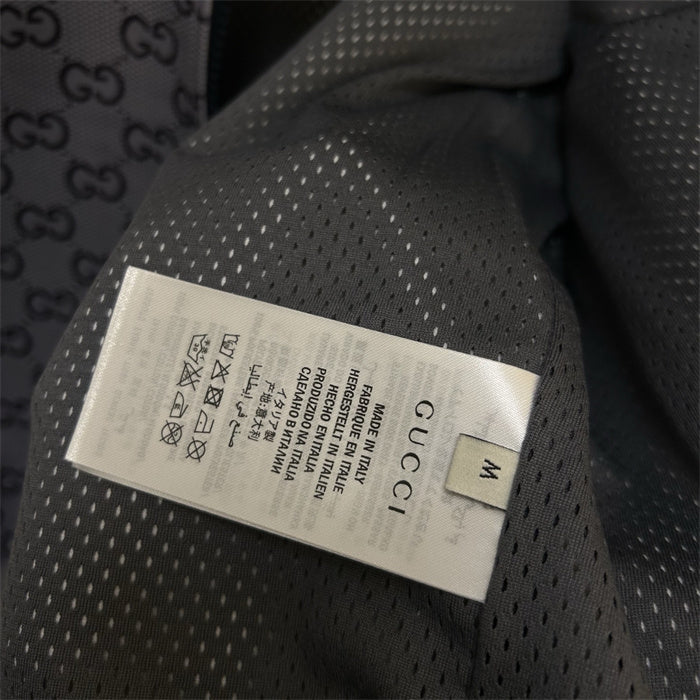 GUCCI
M
MADE IN ITALY
FABRIQUE EN ITALIE
HERGESTELLT IN ITALIEN
HECHO EN ITALIA
PRODUZIDO NA ITALIA
СДЕЛАНО В ИТАЛИИ
イタリア製
产地:意大利
صنع في إيطاليا